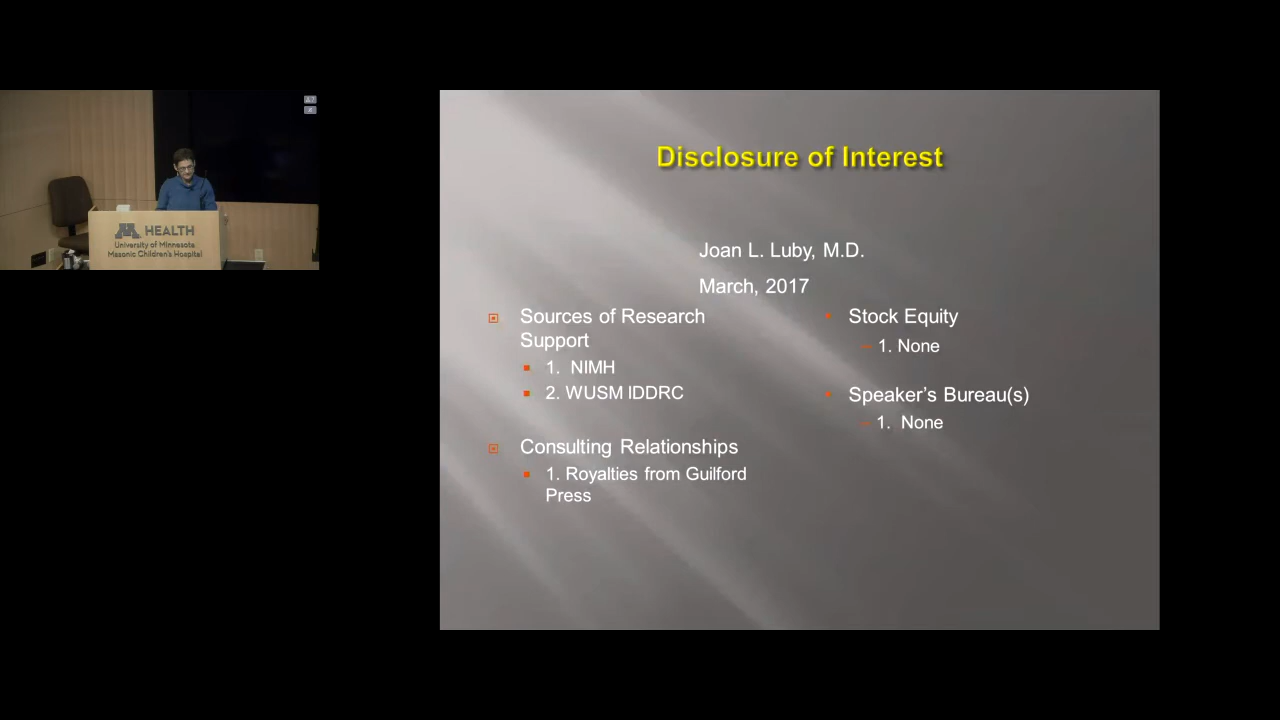 HEALTH
University of Minnesota
Masonic Children's Hospital
Disclosure of Interest
Joan L. Luby, M.D.
March, 2017
Sources of Research
Support
1. NIMH
2. WUSM IDDRC
Consulting Relationships
1. Royalties from Guilford
Press
Stock Equity
1. None
Speaker's Bureau(s)
1. None